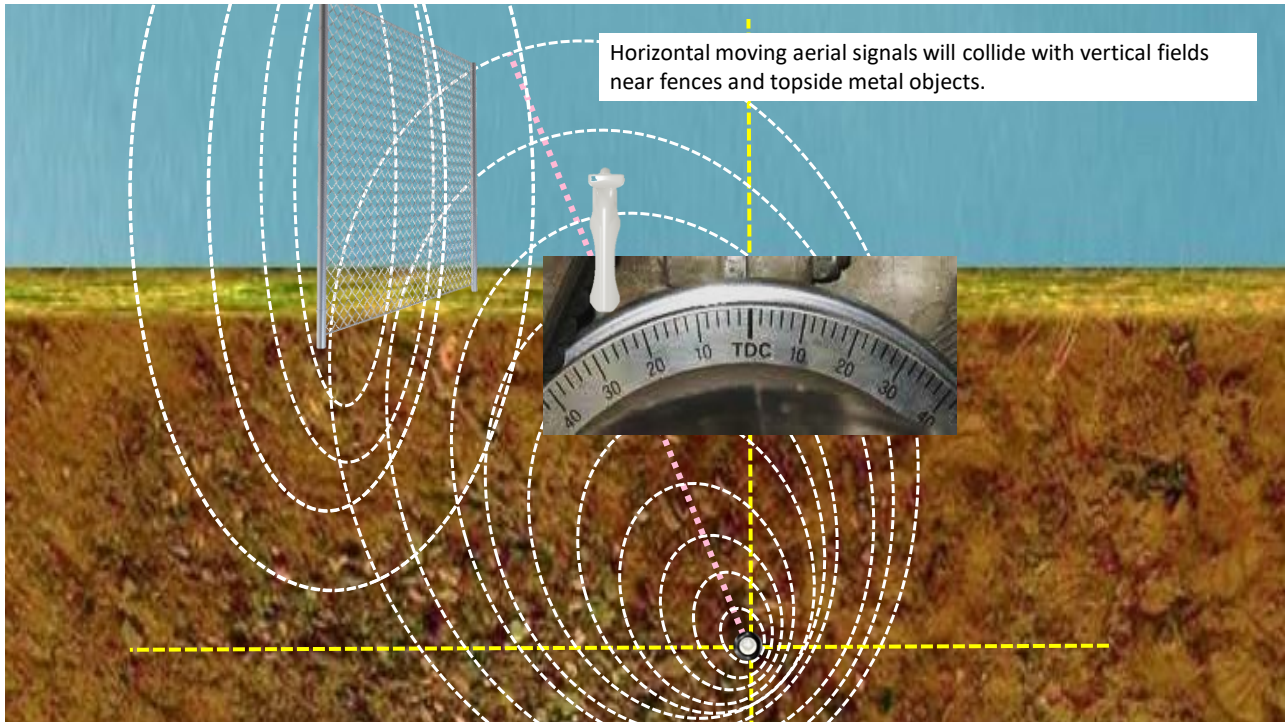 Horizontal moving aerial signals will collide with vertical fields
near fences and topside metal objects.
40 30 20 10 TDC 10 20 30 40